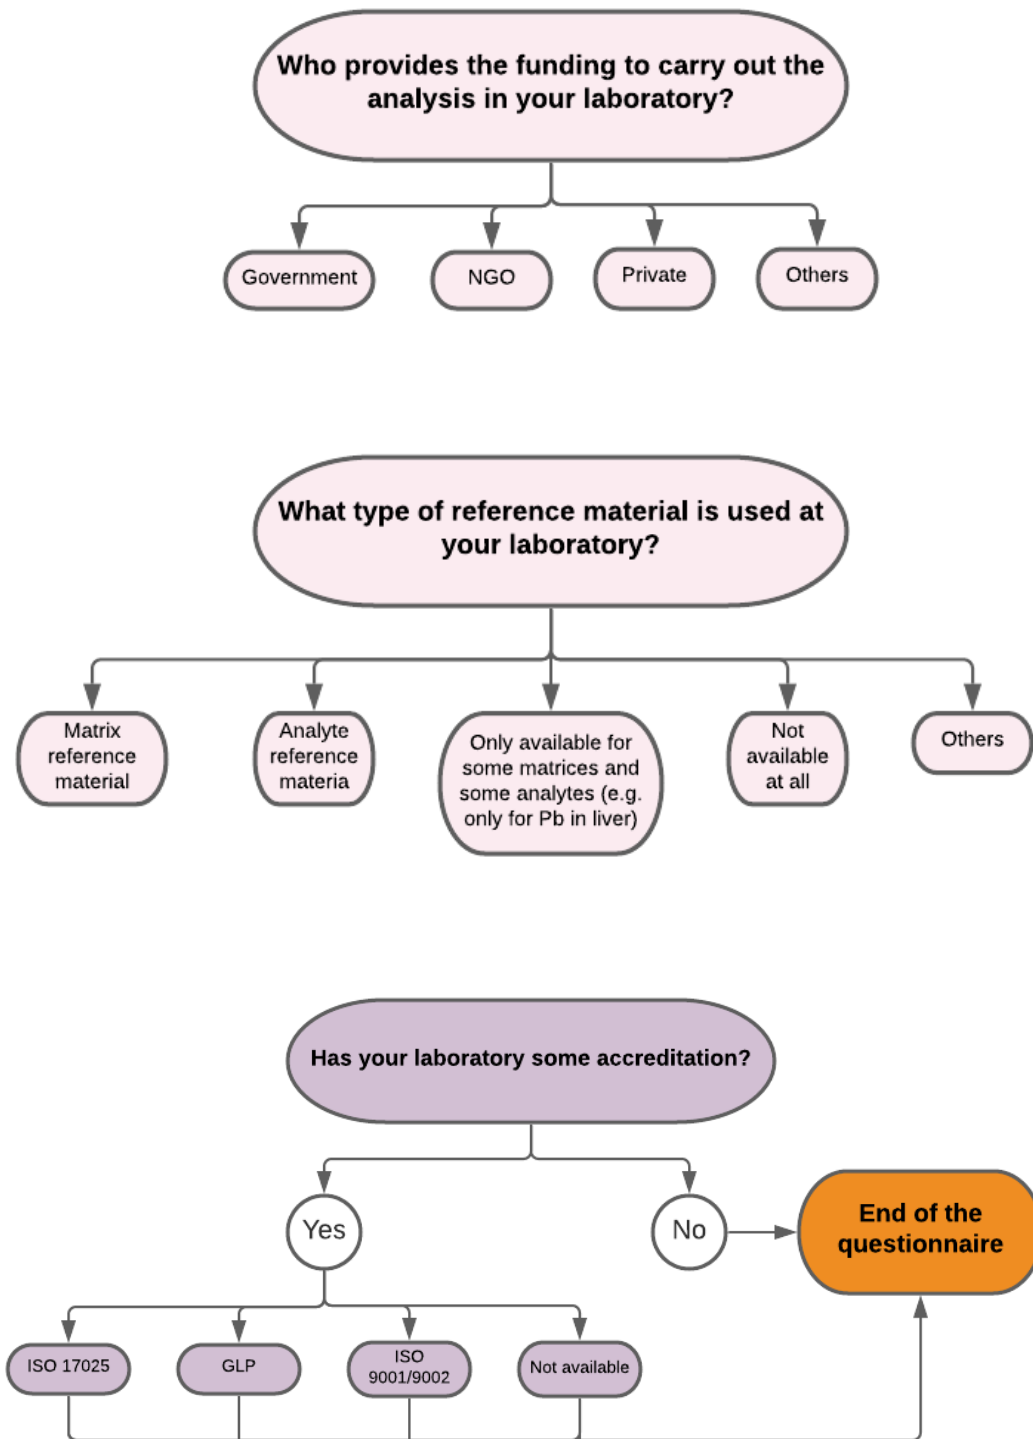 Who provides the funding to carry out the
analysis in your laboratory?
Government
NGO
Private
Others
What type of reference material is used at
your laboratory?
Matrix
reference
material
Analyte
reference
materia
Only available for
some matrices and
some analytes (e.g.
only for Pb in liver)
Not
available
at all
Others
Has your laboratory some accreditation?
Yes
No
End of the
questionnaire
ISO 17025
GLP
ISO
9001/9002
Not available